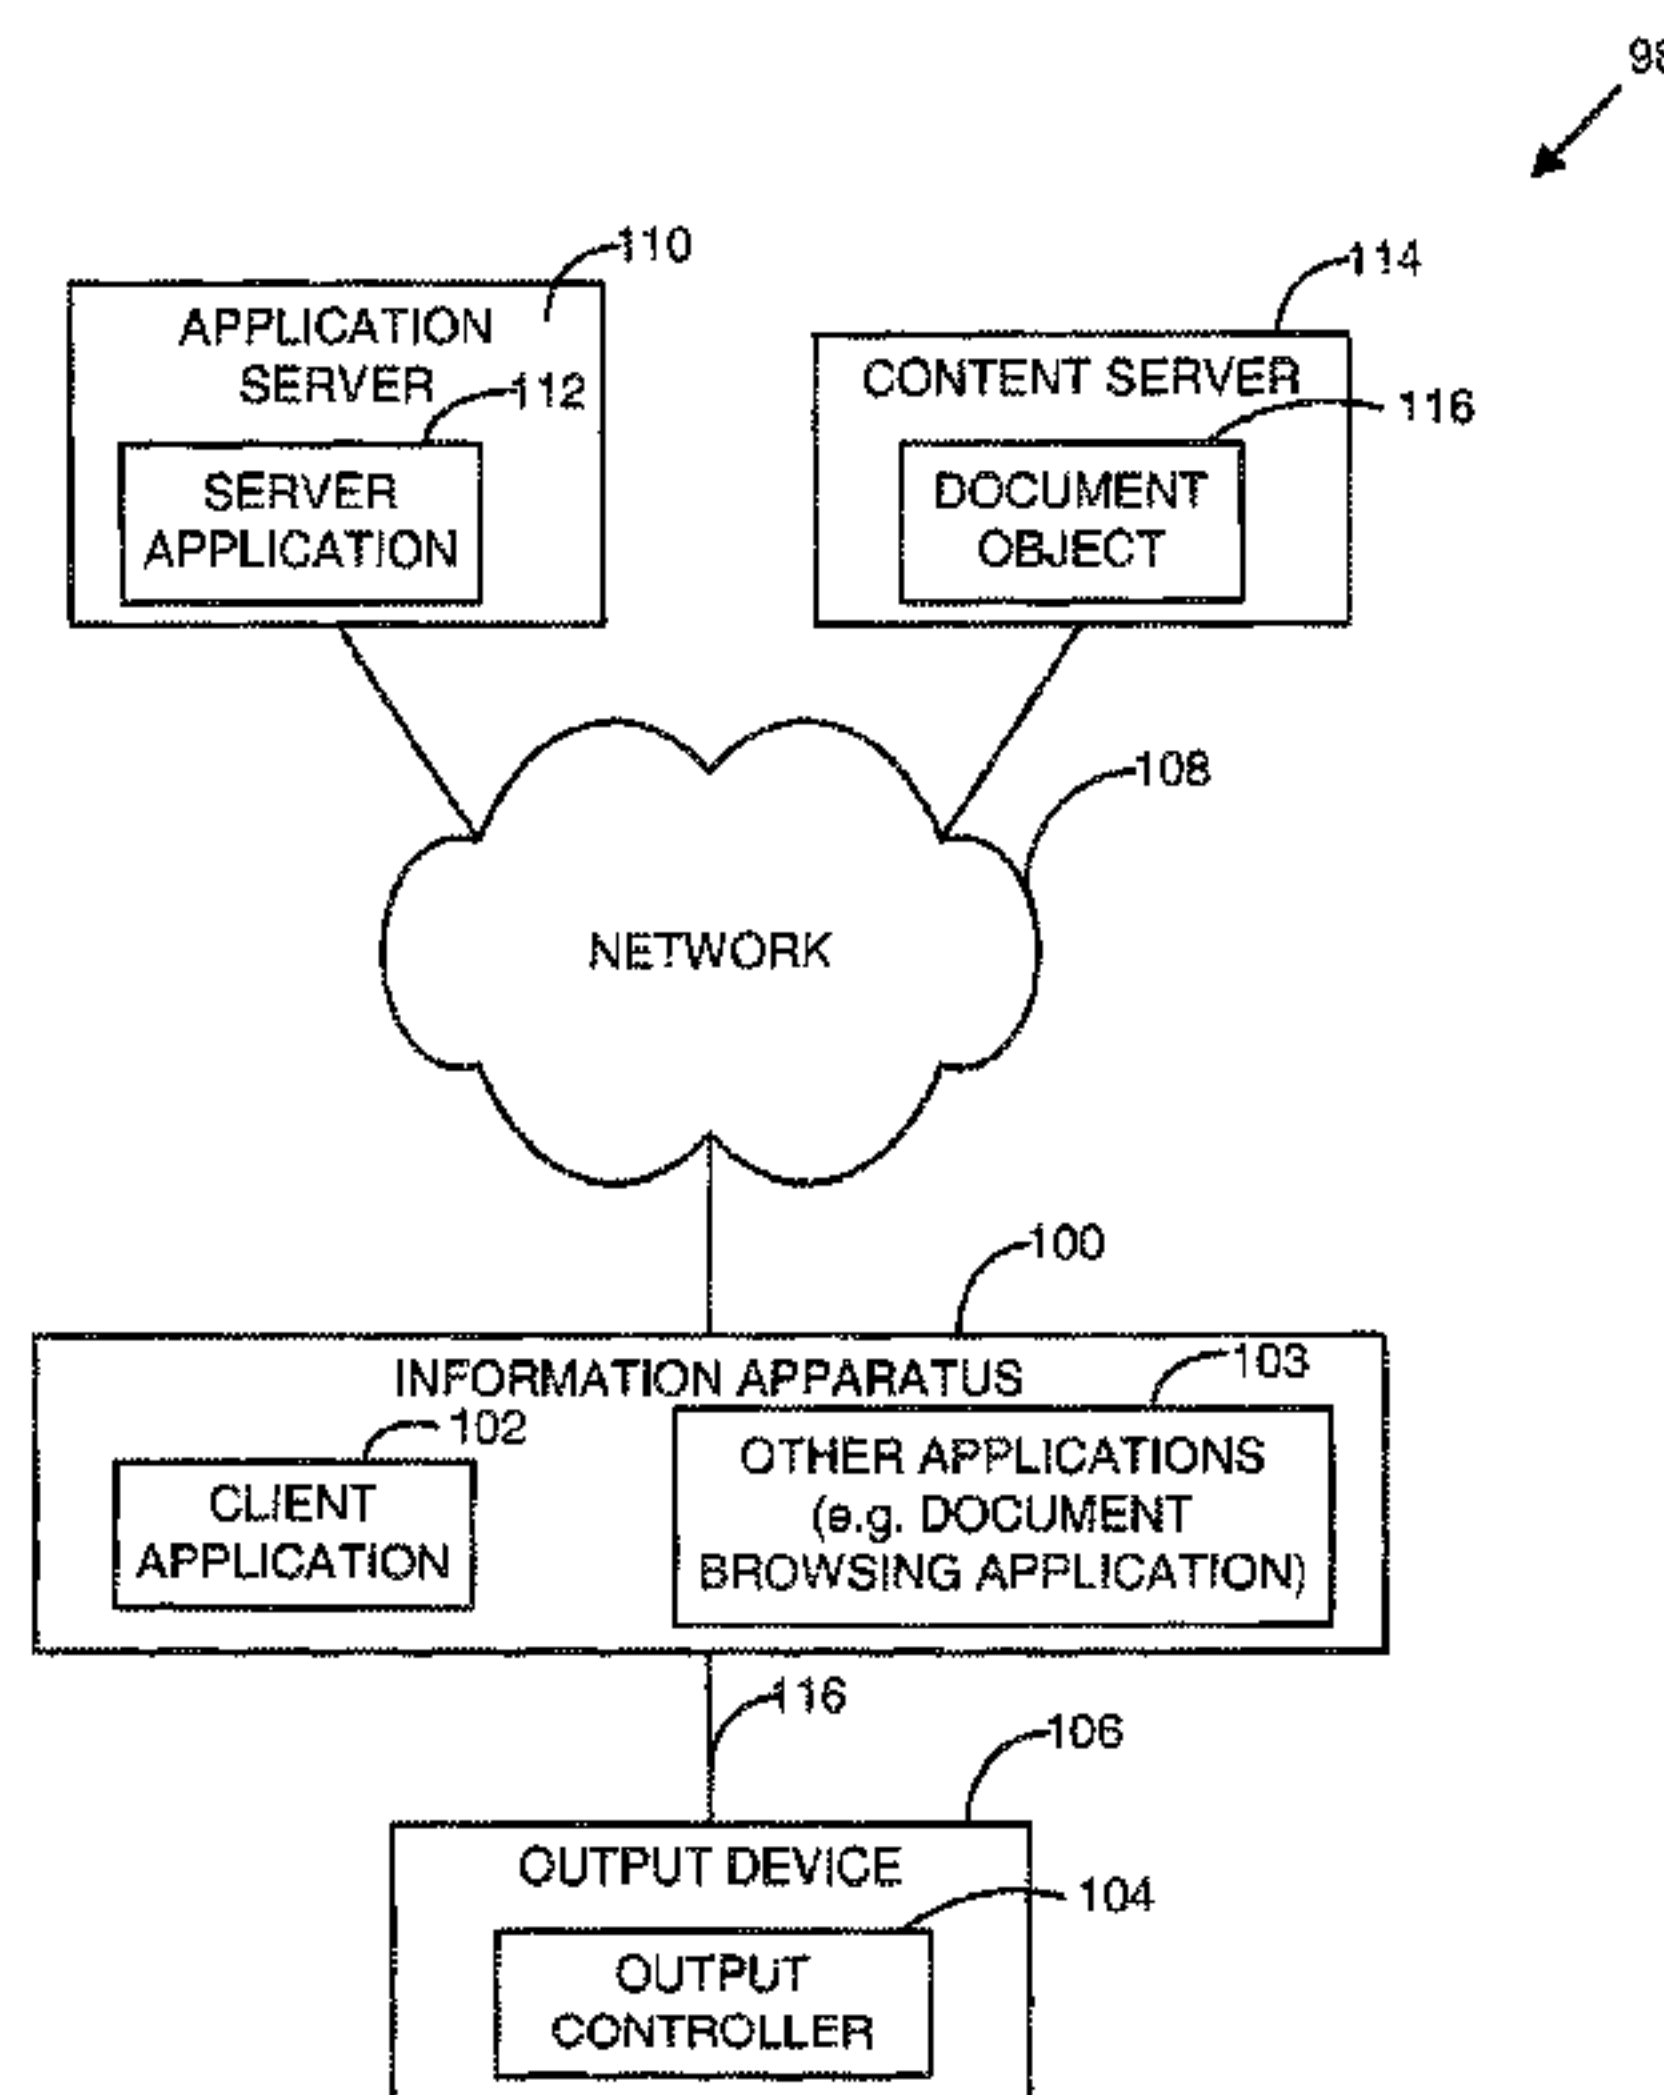 98
110
114
APPLICATION
SERVER
112
CONTENT SERVER
116
SERVER
APPLICATION
DOCUMENT
OBJECT
108
NETWORK
100
INFORMATION APPARATUS
103
102
CLIENT
APPLICATION
OTHER APPLICATIONS
(e.g. DOCUMENT
BROWSING APPLICATION)
116
106
OUTPUT DEVICE
104
OUTPUT
CONTROLLER